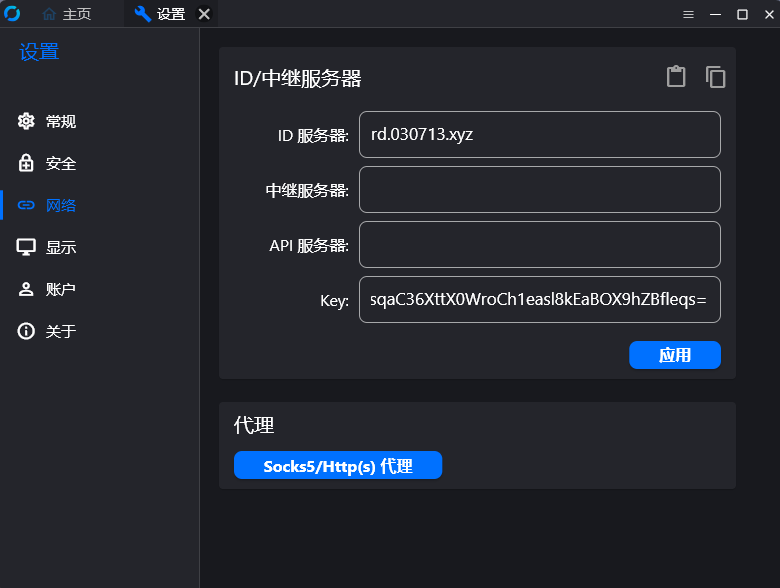 主页
设置
设置
常规
安全
网络
显示
账户
关于
ID/中继服务器
ID 服务器: rd.030713.xyz
中继服务器:
API 服务器:
Key: sqaC36XttX0WroCh1easl8kEaBOX9hZBfleqs=
应用
代理
Socks5/Http(s) 代理